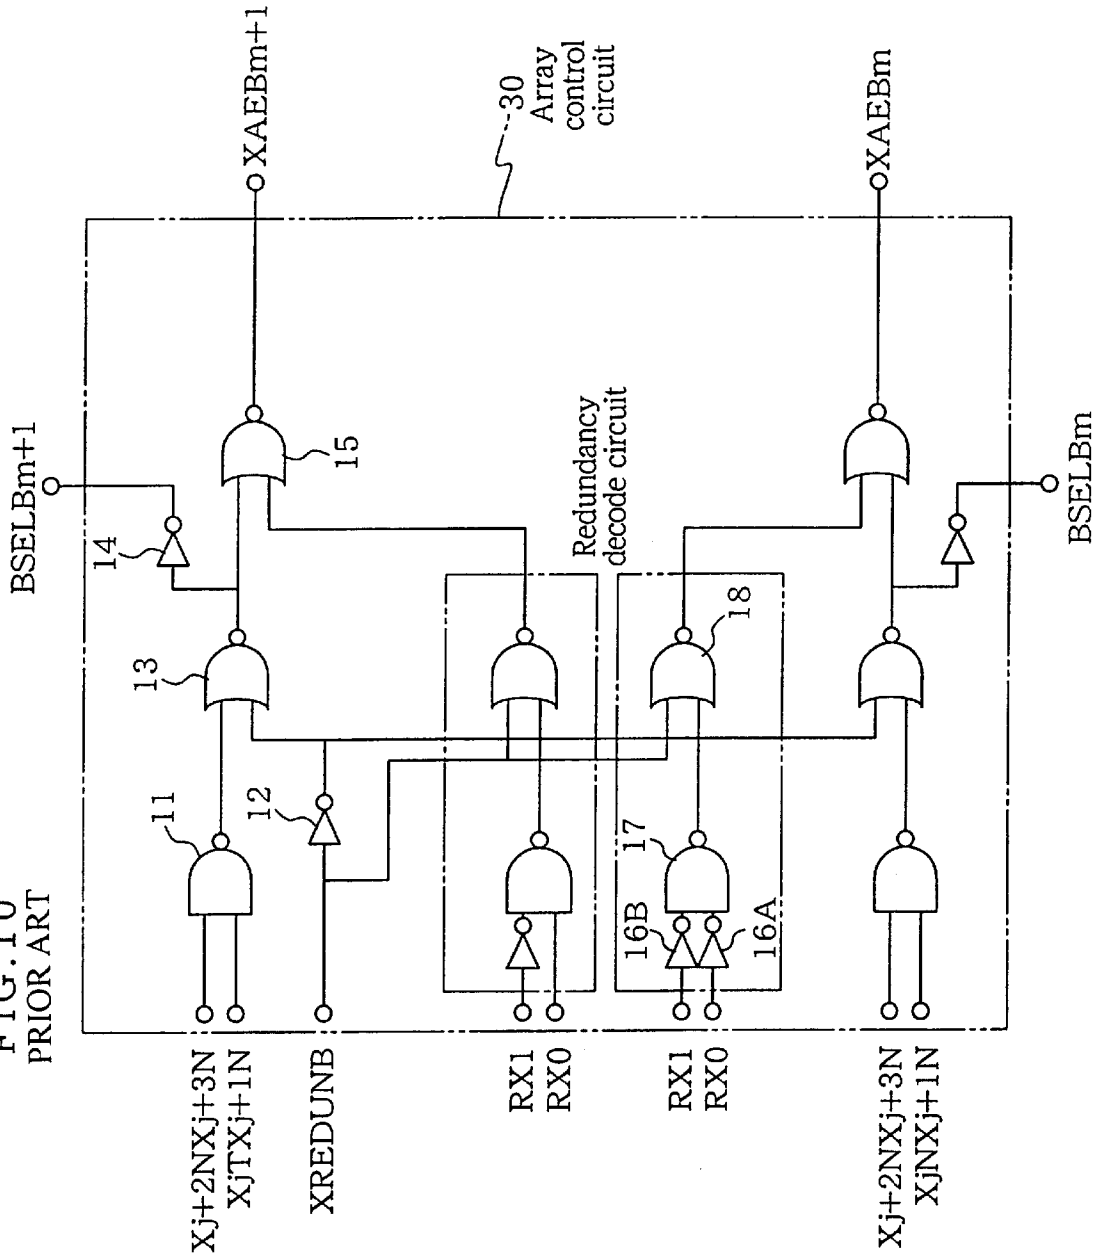 FIG. 10
PRIOR ART
Xj+2NXj+3N
XjTXj+1N
XREDUNB
RX1
RX0
RX1
RX0
Xj+2NXj+3N
XjNXj+1N
11
12
13
14
15
16B
16A
17
18
BSELBm+1
BSELBm
Redundancy
decode circuit
XAEBm+1
30
Array
control
circuit
XAEBm